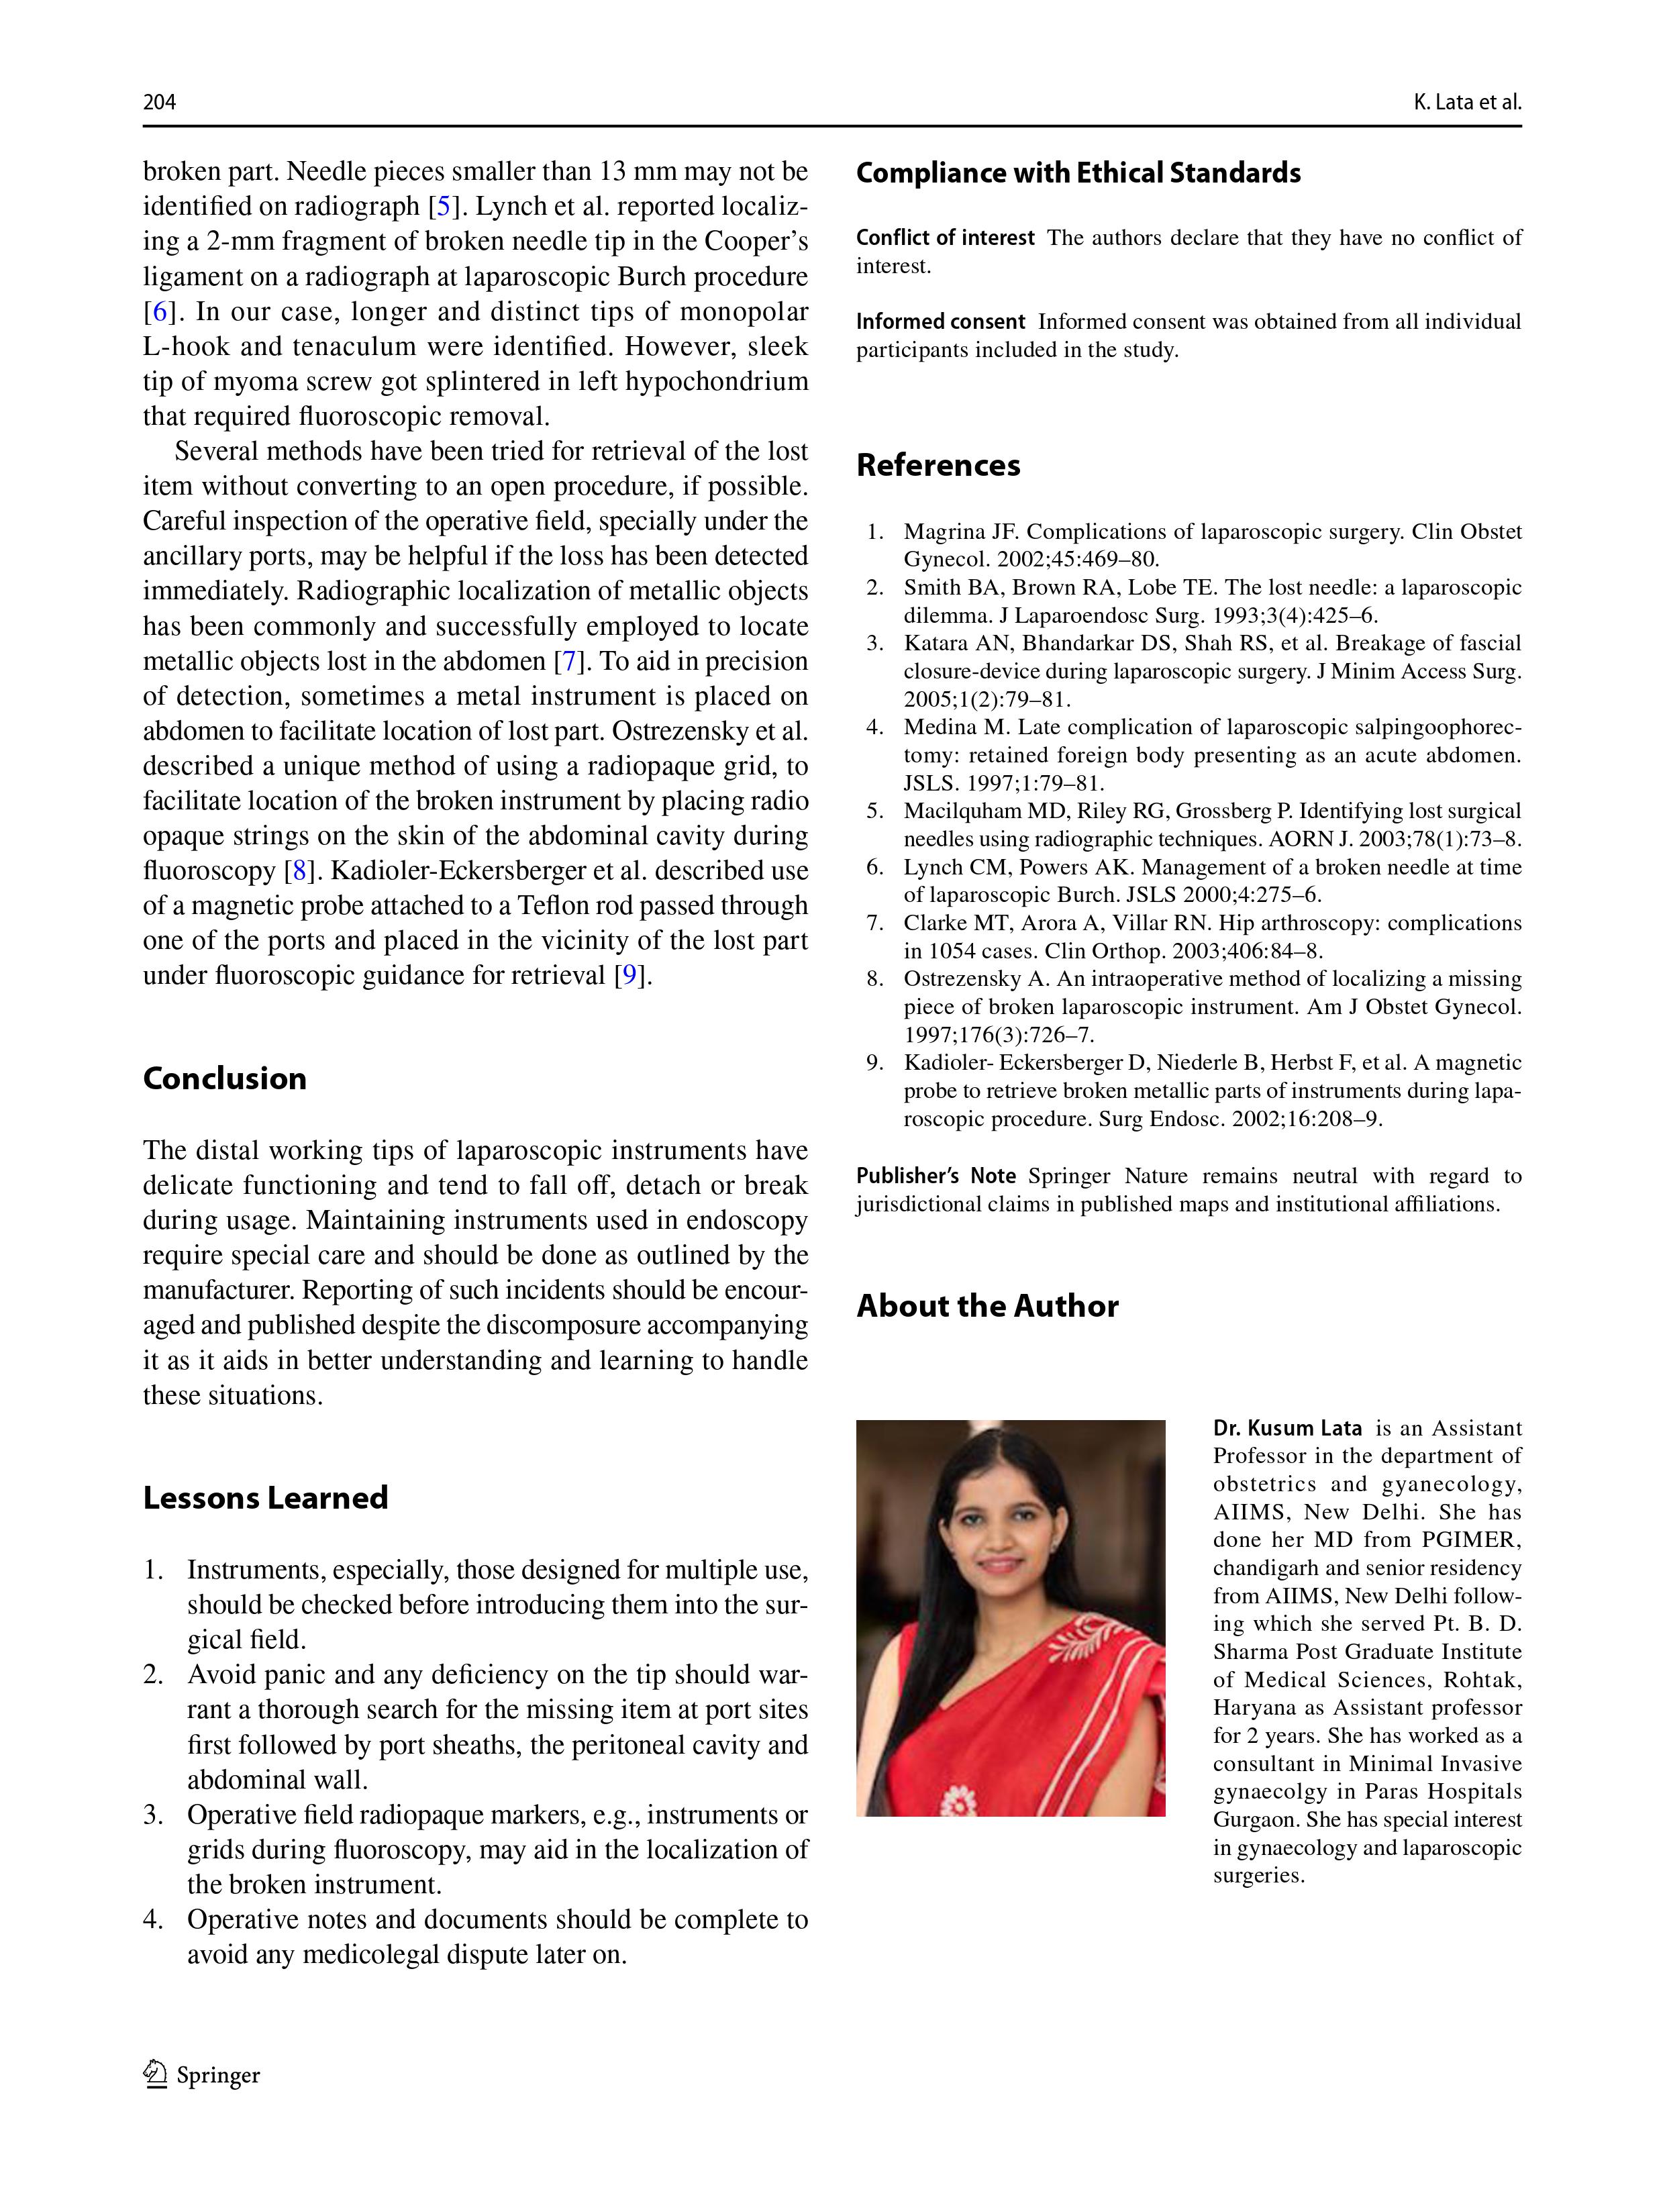 204
K. Lata et al.
broken part. Needle pieces smaller than 13 mm may not be
identified on radiograph [5]. Lynch et al. reported localiz-
ing a 2-mm fragment of broken needle tip in the Cooper's
ligament on a radiograph at laparoscopic Burch procedure
[6]. In our case, longer and distinct tips of monopolar
L-hook and tenaculum were identified. However, sleek
tip of myoma screw got splintered in left hypochondrium
that required fluoroscopic removal.
Several methods have been tried for retrieval of the lost
item without converting to an open procedure, if possible.
Careful inspection of the operative field, specially under the
ancillary ports, may be helpful if the loss has been detected
immediately. Radiographic localization of metallic objects
has been commonly and successfully employed to locate
metallic objects lost in the abdomen [7]. To aid in precision
of detection, sometimes a metal instrument is placed on
abdomen to facilitate location of lost part. Ostrezensky et al.
described a unique method of using a radiopaque grid, to
facilitate location of the broken instrument by placing radio
opaque strings on the skin of the abdominal cavity during
fluoroscopy [8]. Kadioler-Eckersberger et al. described use
of a magnetic probe attached to a Teflon rod passed through
one of the ports and placed in the vicinity of the lost part
under fluoroscopic guidance for retrieval [9].
Conclusion
The distal working tips of laparoscopic instruments have
delicate functioning and tend to fall off, detach or break
during usage. Maintaining instruments used in endoscopy
require special care and should be done as outlined by the
manufacturer. Reporting of such incidents should be encour-
aged and published despite the discomposure accompanying
it as it aids in better understanding and learning to handle
these situations.
Lessons Learned
1. Instruments, especially, those designed for multiple use,
should be checked before introducing them into the sur-
gical field.
2. Avoid panic and any deficiency on the tip should war-
rant a thorough search for the missing item at port sites
first followed by port sheaths, the peritoneal cavity and
abdominal wall.
3. Operative field radiopaque markers, e.g., instruments or
grids during fluoroscopy, may aid in the localization of
the broken instrument.
4. Operative notes and documents should be complete to
avoid any medicolegal dispute later on.
Compliance with Ethical Standards
Conflict of interest The authors declare that they have no conflict of
interest.
Informed consent Informed consent was obtained from all individual
participants included in the study.
References
1. Magrina JF. Complications of laparoscopic surgery. Clin Obstet
Gynecol. 2002;45:469–80.
2. Smith BA, Brown RA, Lobe TE. The lost needle: a laparoscopic
dilemma. J Laparoendosc Surg. 1993;3(4):425–6.
3. Katara AN, Bhandarkar DS, Shah RS, et al. Breakage of fascial
closure-device during laparoscopic surgery. J Minim Access Surg.
2005;1(2):79–81.
4. Medina M. Late complication of laparoscopic salpingoophorec-
tomy: retained foreign body presenting as an acute abdomen.
JSLS. 1997;1:79–81.
5. Macilquham MD, Riley RG, Grossberg P. Identifying lost surgical
needles using radiographic techniques. AORN J. 2003;78(1):73–8.
6. Lynch CM, Powers AK. Management of a broken needle at time
of laparoscopic Burch. JSLS 2000;4:275–6.
7. Clarke MT, Arora A, Villar RN. Hip arthroscopy: complications
in 1054 cases. Clin Orthop. 2003;406:84–8.
8. Ostrezensky A. An intraoperative method of localizing a missing
piece of broken laparoscopic instrument. Am J Obstet Gynecol.
1997;176(3):726–7.
9. Kadioler- Eckersberger D, Niederle B, Herbst F, et al. A magnetic
probe to retrieve broken metallic parts of instruments during lapa-
roscopic procedure. Surg Endosc. 2002;16:208–9.
Publisher's Note Springer Nature remains neutral with regard to
jurisdictional claims in published maps and institutional affiliations.
About the Author
Dr. Kusum Lata is an Assistant
Professor in the department of
obstetrics and gyanecology,
AIIMS, New Delhi. She has
done her MD from PGIMER,
chandigarh and senior residency
from AIIMS, New Delhi follow-
ing which she served Pt. B. D.
Sharma Post Graduate Institute
of Medical Sciences, Rohtak,
Haryana as Assistant professor
for 2 years. She has worked as a
consultant in Minimal Invasive
gynaecolgy in Paras Hospitals
Gurgaon. She has special interest
in gynaecology and laparoscopic
surgeries.
Springer